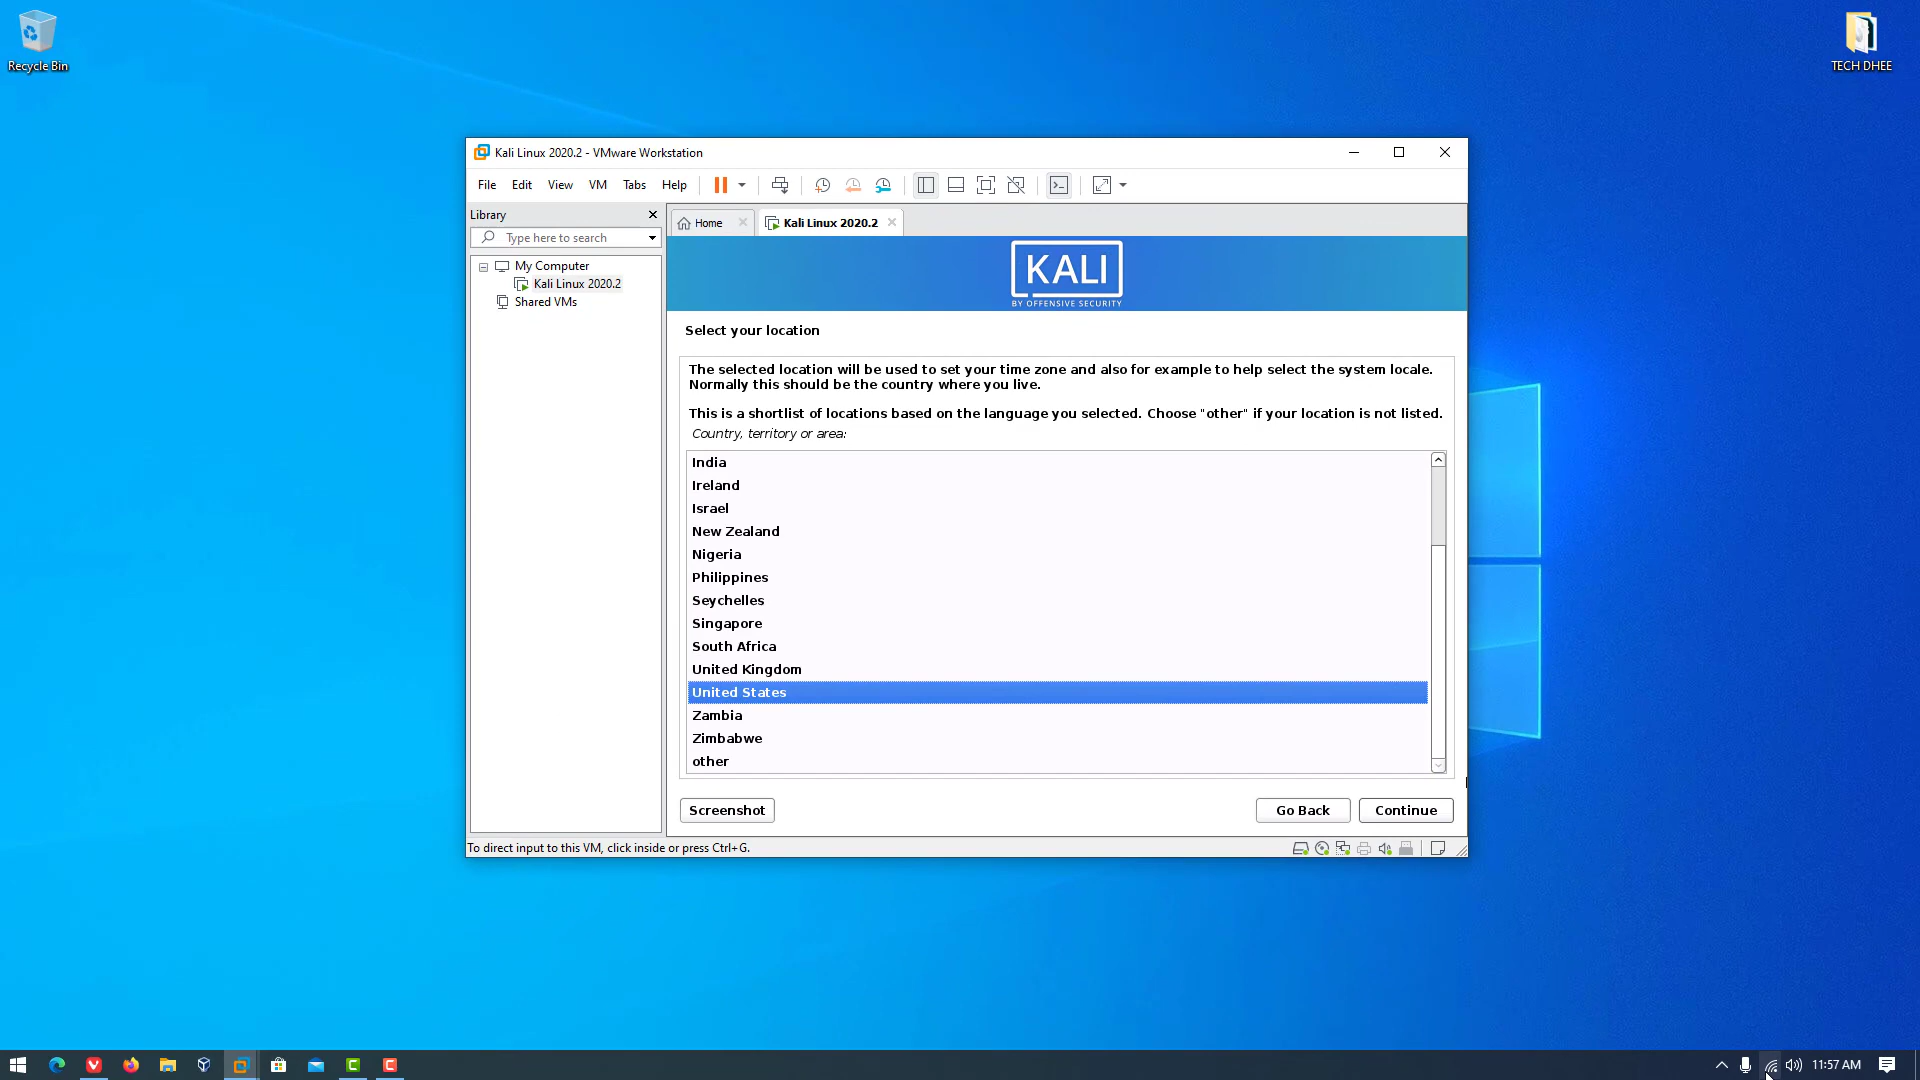 Recycle Bin
TECH DHEE
Kali Linux 2020.2 - VMware Workstation
File Edit View VM Tabs Help
Library
Type here to search
My Computer
Kali Linux 2020.2
Shared VMs
Home
Kali Linux 2020.2
KALI
BY OFFENSIVE SECURITY
Select your location
The selected location will be used to set your time zone and also for example to help select the system locale.
Normally this should be the country where you live.
This is a shortlist of locations based on the language you selected. Choose "other" if your location is not listed.
Country, territory or area:
India
Ireland
Israel
New Zealand
Nigeria
Philippines
Seychelles
Singapore
South Africa
United Kingdom
United States
Zambia
Zimbabwe
other
Screenshot
Go Back
Continue
To direct input to this VM, click inside or press Ctrl+G.
11:57 AM